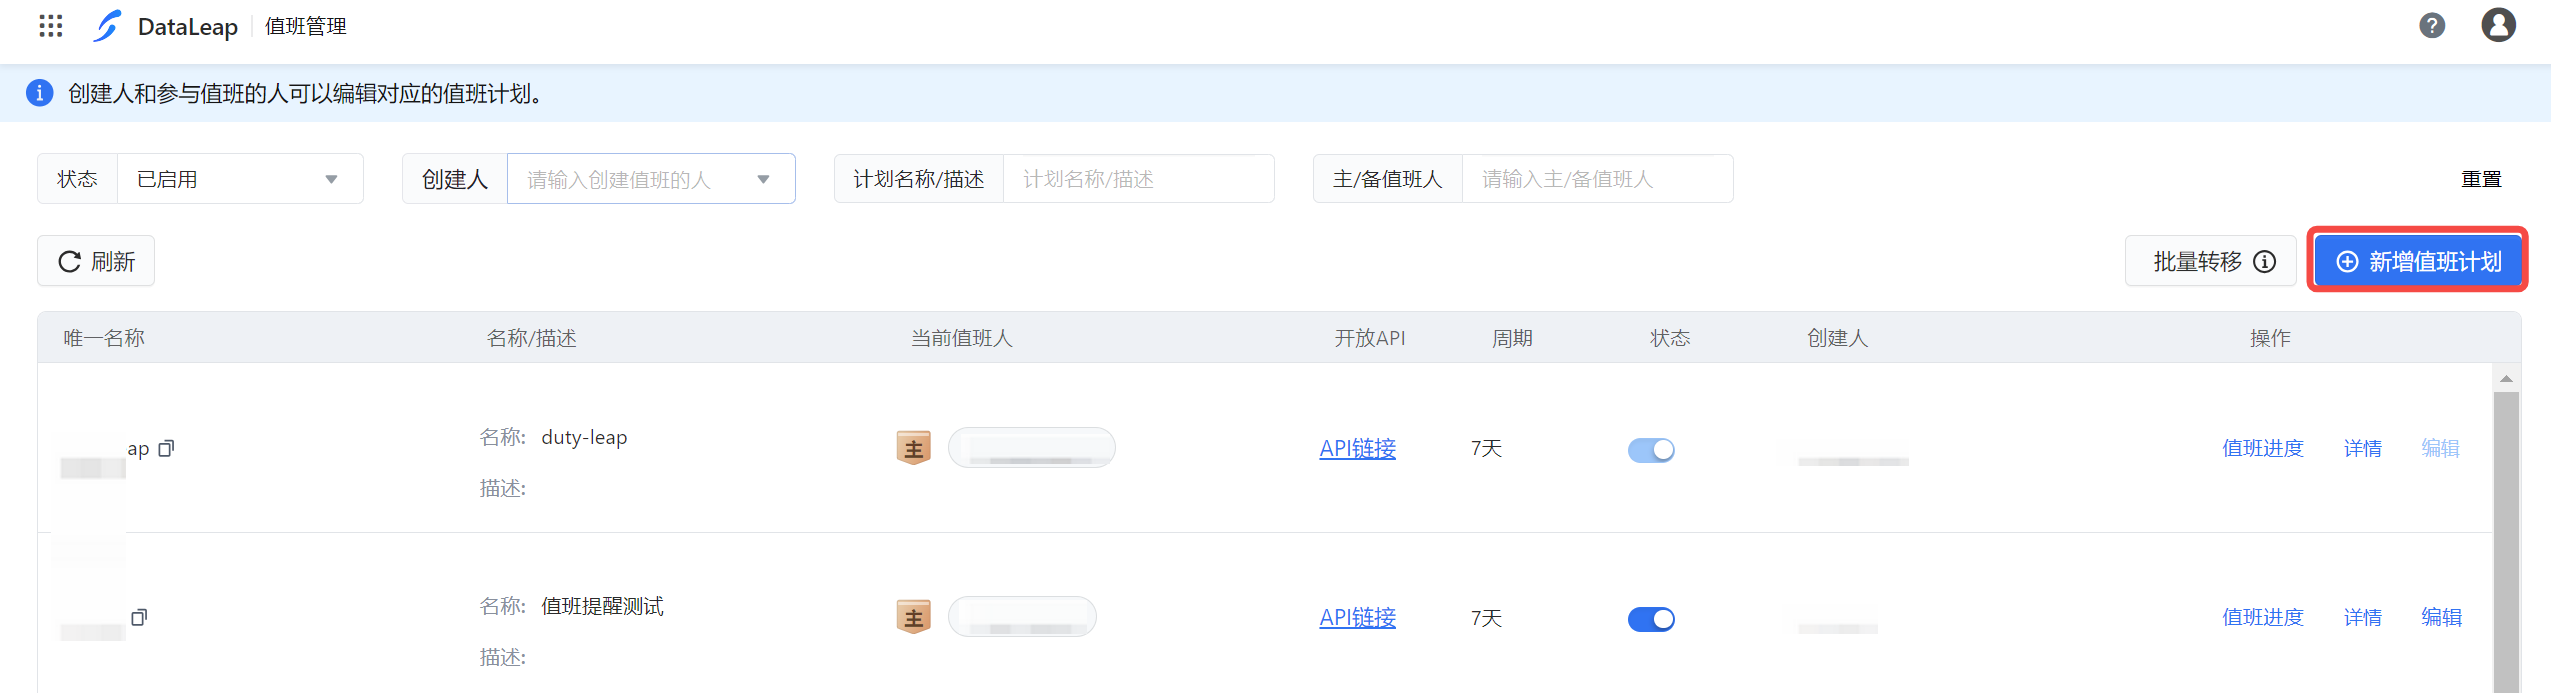 DataLeap 值班管理
创建人和参与值班的人可以编辑对应的值班计划。
状态 已启用 创建人 请输入创建值班的人 计划名称/描述 计划名称/描述 主/备值班人 请输入主/备值班人 重置
刷新 批量转移 新增值班计划
唯一名称 名称/描述 当前值班人 开放API 周期 状态 创建人 操作
名称: duty-leap
ap 主 API链接 7天 值班进度 详情 编辑
描述:
名称: 值班提醒测试
主 API链接 7天 值班进度 详情 编辑
描述: